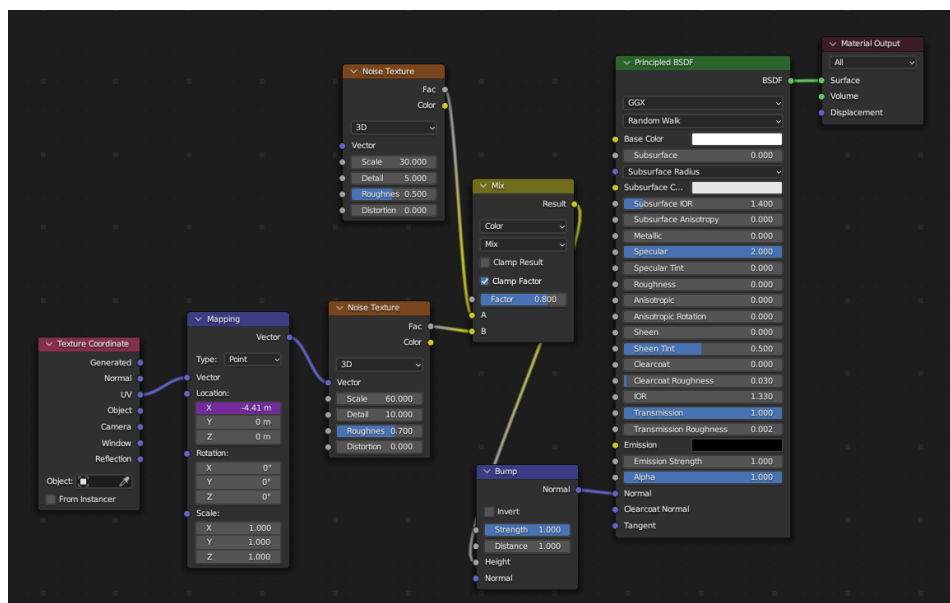 Noise Texture
Fac
Color
3D
Vector
Scale 30.000
Detail 5.000
Roughnes 0.500
Distortion 0.000
Texture Coordinate
Generated
Normal
UV
Object
Camera
Window
Reflection
Object:
From Instancer
Mapping
Vector
Type: Point
Vector
Location:
X -4.41 m
Y 0 m
Z 0 m
Rotation:
X 0°
Y 0°
Z 0°
Scale:
X 1.000
Y 1.000
Z 1.000
Noise Texture
Fac
Color
3D
Vector
Scale 60.000
Detail 10.000
Roughnes 0.700
Distortion 0.000
Mix
Result
Color
Mix
Clamp Result
Clamp Factor
Factor 0.800
A
B
Bump
Normal
Invert
Strength 1.000
Distance 1.000
Height
Normal
Principled BSDF
BSDF
GGX
Random Walk
Base Color
Subsurface 0.000
Subsurface Radius
Subsurface C...
Subsurface IOR 1.400
Subsurface Anisotropy 0.000
Metallic 0.000
Specular 2.000
Specular Tint 0.000
Roughness 0.000
Anisotropic 0.000
Anisotropic Rotation 0.000
Sheen 0.000
Sheen Tint 0.500
Clearcoat 0.000
Clearcoat Roughness 0.030
IOR 1.330
Transmission 1.000
Transmission Roughness 0.002
Emission
Emission Strength 1.000
Alpha 1.000
Normal
Clearcoat Normal
Tangent
Material Output
All
Surface
Volume
Displacement